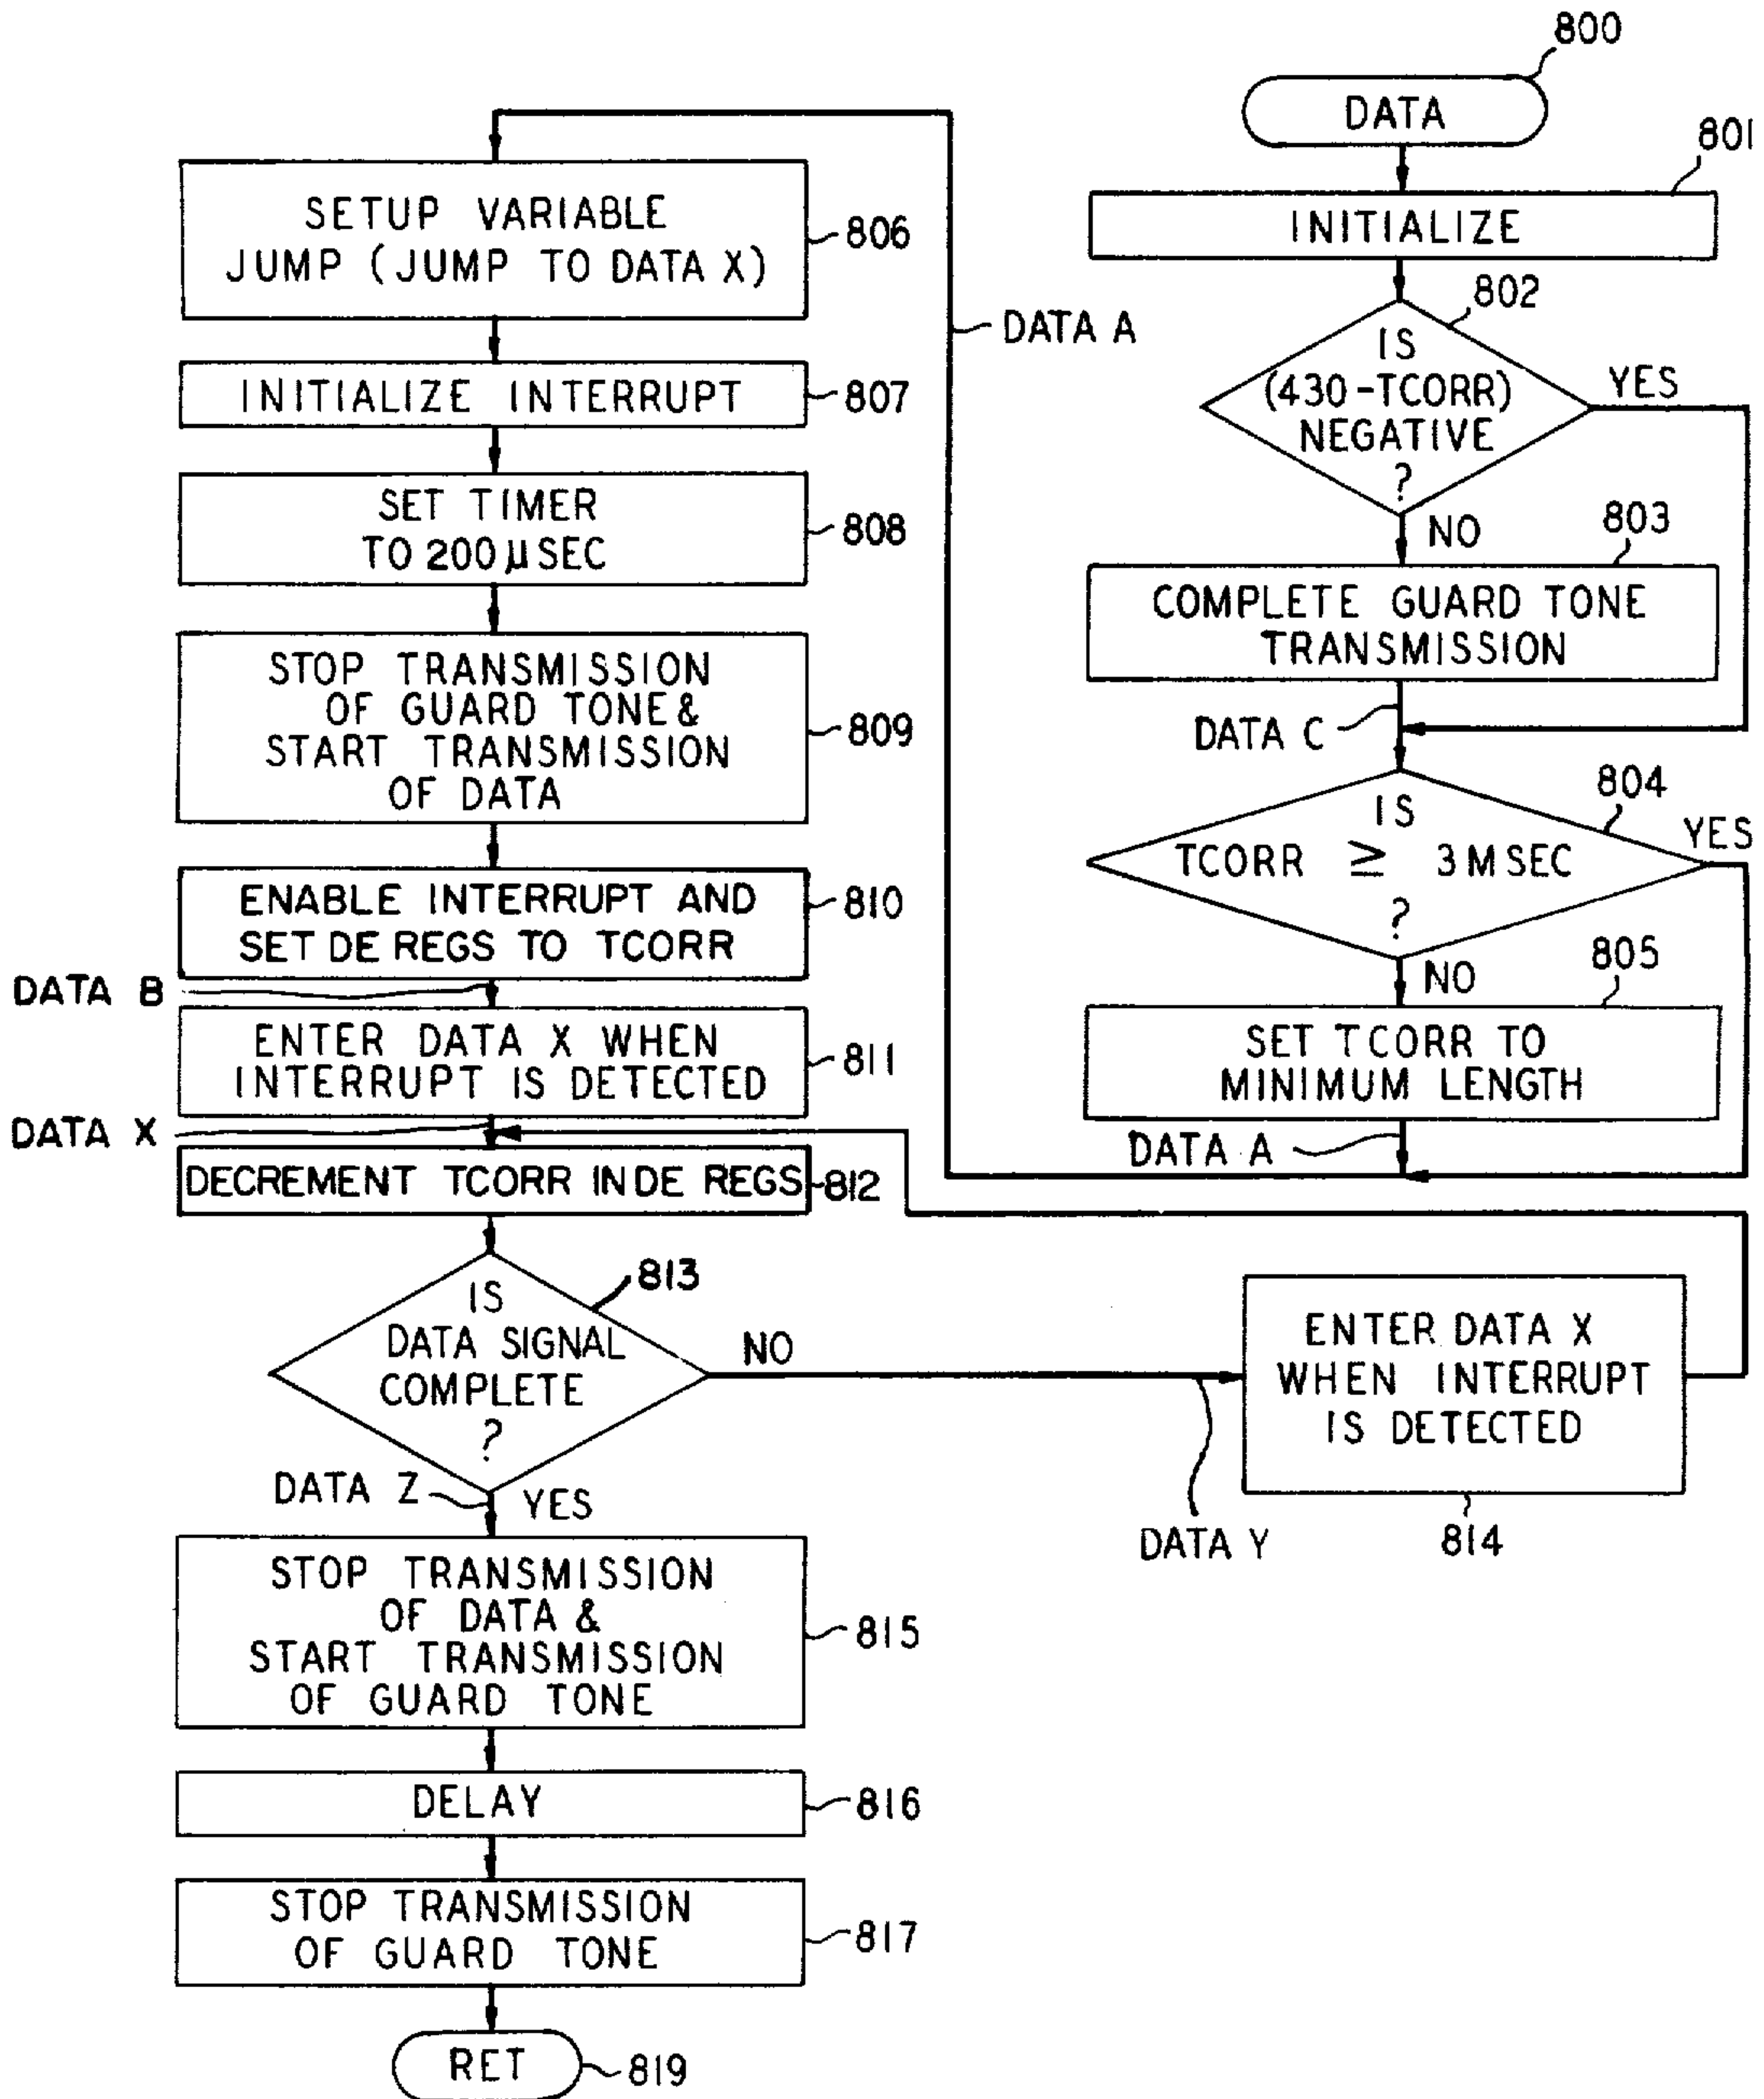 800
DATA
801
INITIALIZE
802
IS
(430-TCORR)
NEGATIVE
?
YES
NO
803
COMPLETE GUARD TONE
TRANSMISSION
DATA C
804
IS
TCORR ≧ 3 MSEC
?
YES
NO
805
SET TCORR TO
MINIMUM LENGTH
DATA A
DATA A
SETUP VARIABLE
JUMP (JUMP TO DATA X)
806
INITIALIZE INTERRUPT
807
SET TIMER
TO 200 µSEC
808
STOP TRANSMISSION
OF GUARD TONE &
START TRANSMISSION
OF DATA
809
ENABLE INTERRUPT AND
SET DE REGS TO TCORR
810
DATA B
ENTER DATA X WHEN
INTERRUPT IS DETECTED
811
DATA X
DECREMENT TCORR IN DE REGS
812
IS
DATA SIGNAL
COMPLETE
?
813
NO
DATA Y
ENTER DATA X
WHEN INTERRUPT
IS DETECTED
814
DATA Z
YES
STOP TRANSMISSION
OF DATA &
START TRANSMISSION
OF GUARD TONE
815
DELAY
816
STOP TRANSMISSION
OF GUARD TONE
817
RET
819